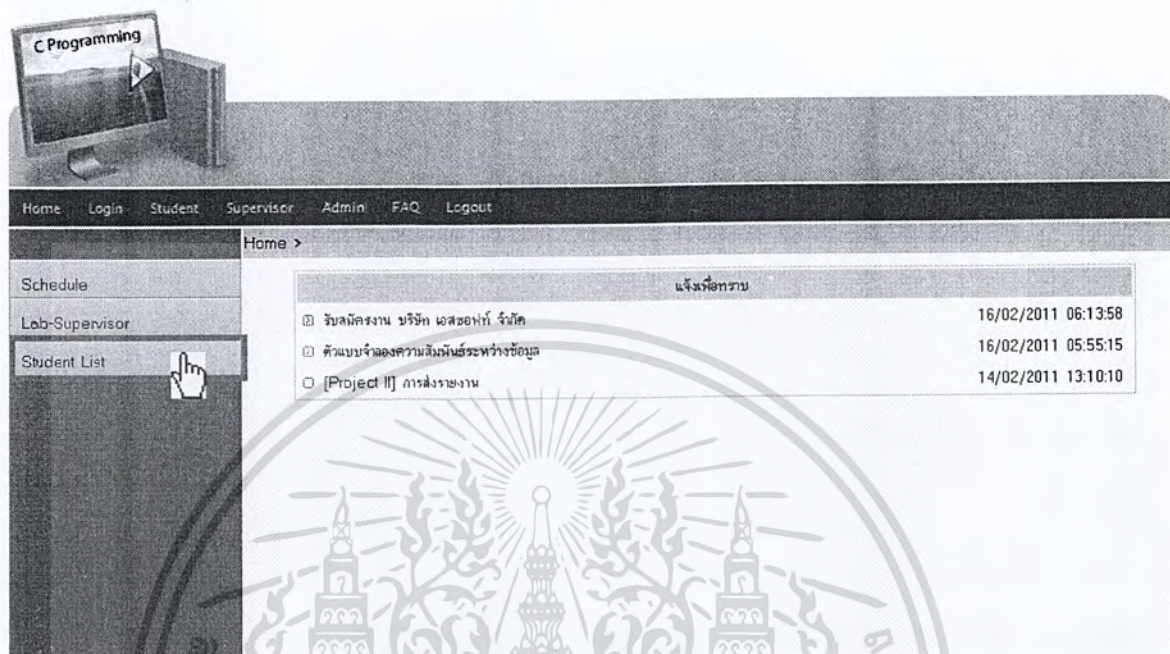 C Programming
Home Login Student Supervisor Admin FAQ Logout
Home >
Schedule
Lab-Supervisor
Student List
แจ้งเพื่อทราบ
รับสมัครงาน บริษัท เอสซอฟท์ จำกัด 16/02/2011 06:13:58
ตัวแบบจำลองความสัมพันธ์ระหว่างข้อมูล 16/02/2011 05:55:15
[Project II] การส่งรายงาน 14/02/2011 13:10:10